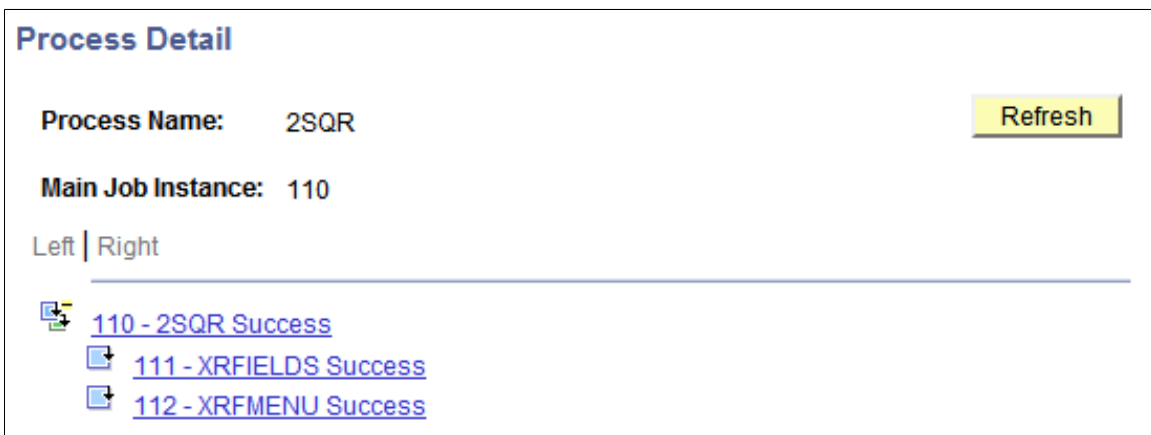 Process Detail
Process Name: 2SQR Refresh
Main Job Instance: 110
Left | Right
110 - 2SQR Success
111 - XRFIELDS Success
112 - XRFMENU Success